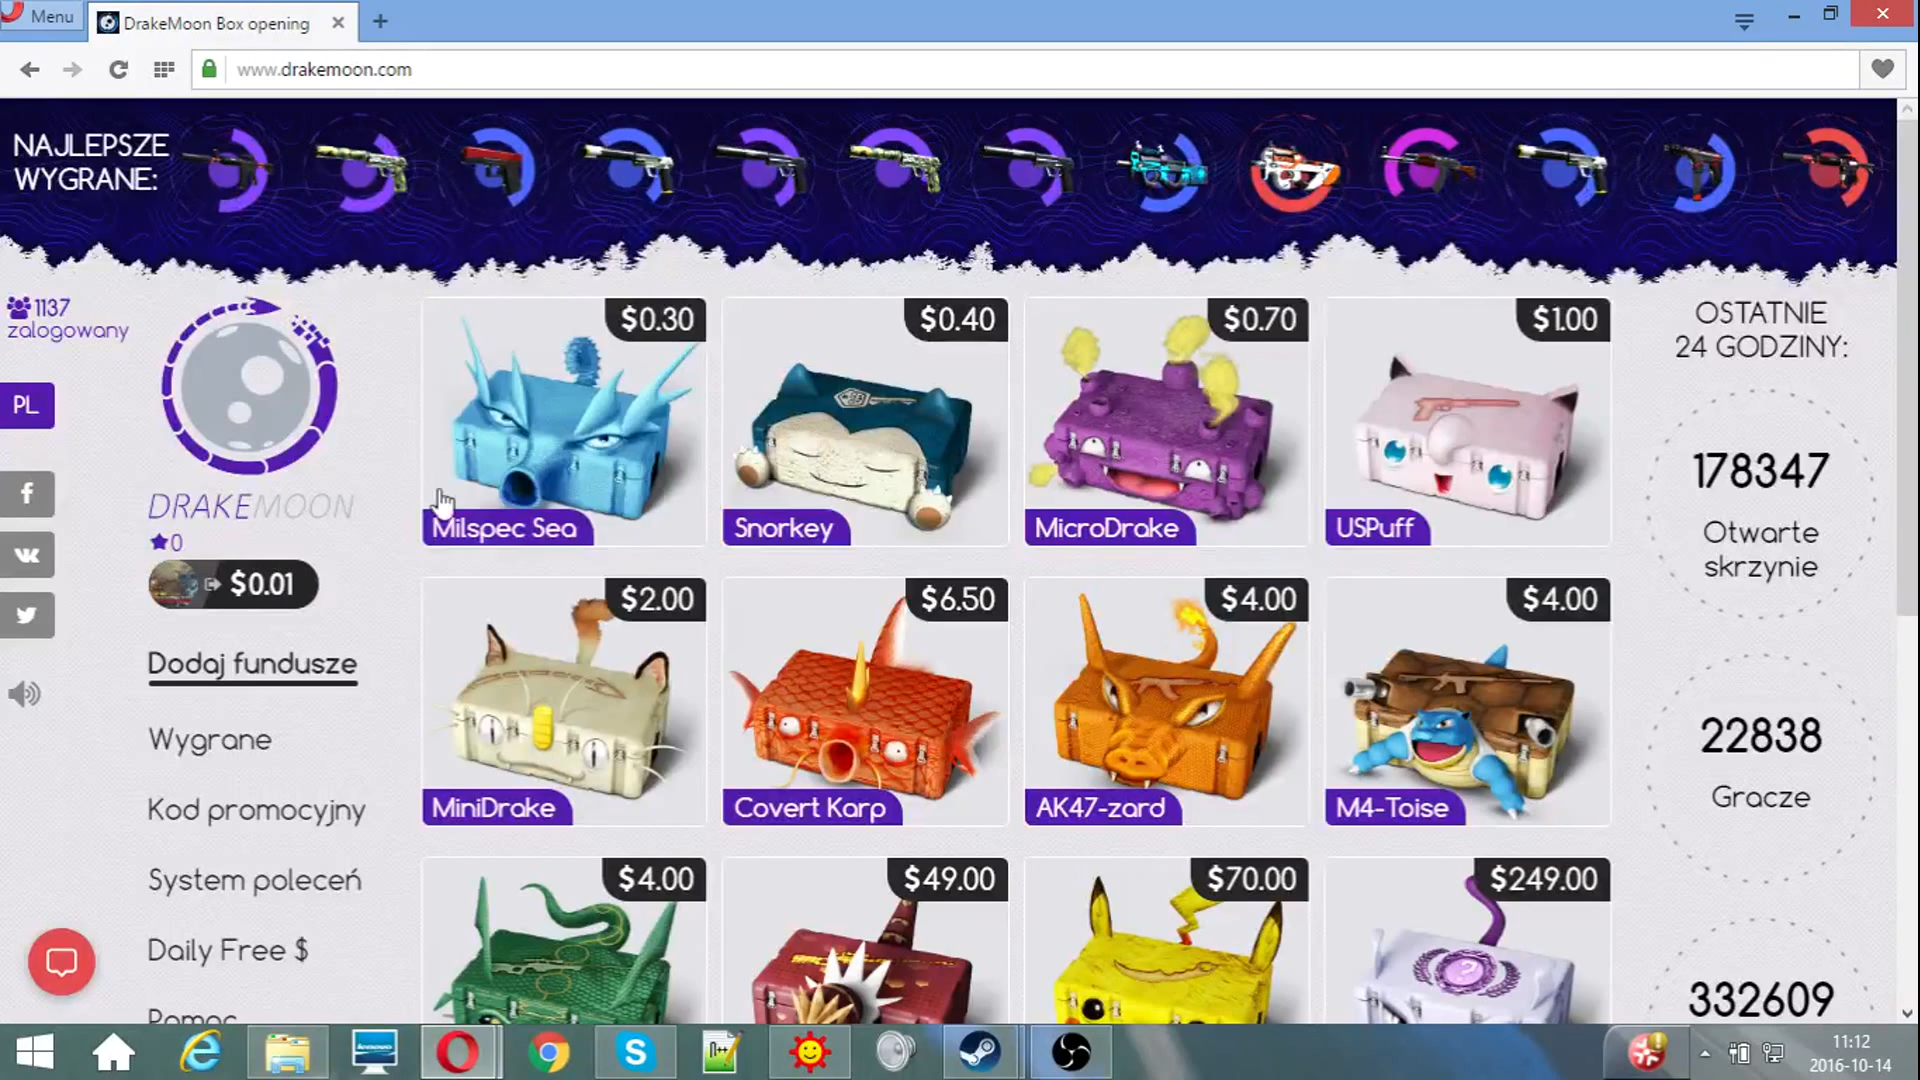 Menu
DrakeMoon Box opening
www.drakemoon.com
NAJLEPSZE
WYGRANE:
1137
zalogowany
PL
DRAKEMOON
0
$0.01
Dodaj fundusze
Wygrane
Kod promocyjny
System poleceń
Daily Free $
Pomoc
$0.30
Milspec Sea
$0.40
Snorkey
$0.70
MicroDrake
$1.00
USPuff
$2.00
MiniDrake
$6.50
Covert Karp
$4.00
AK47-zard
$4.00
M4-Toise
$4.00
$49.00
$70.00
$249.00
?
OSTATNIE
24 GODZINY:
178347
Otwarte
skrzynie
22838
Gracze
332609
lenovo
11:12
2016-10-14